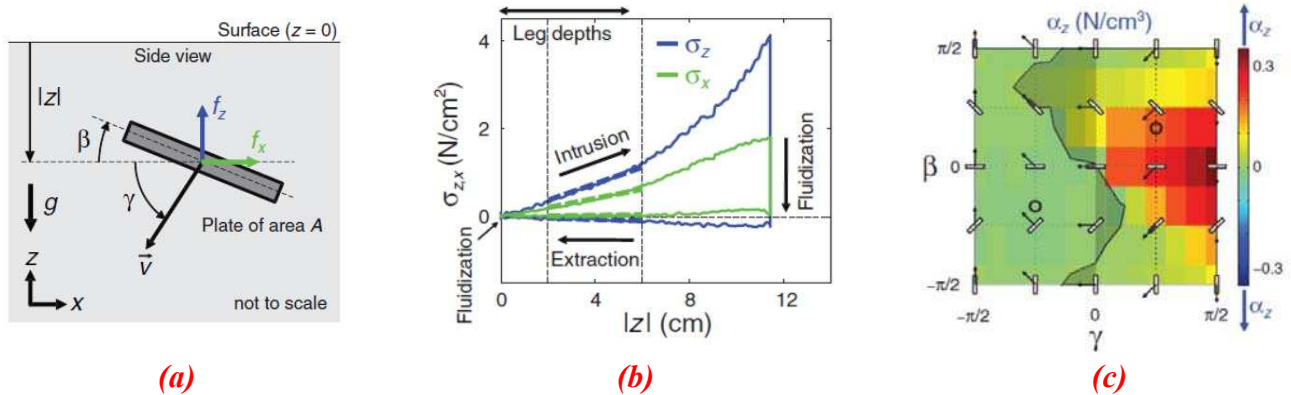 Surface (z = 0)
Side view
|z|
β
f_z
f_x
γ
g
Plate of area A
v⃗
z
x
not to scale
(a)
Leg depths
σ_z
σ_x
σ_z,x (N/cm²)
4
2
0
Intrusion
Extraction
Fluidization
Fluidization
0
4
8
12
|z| (cm)
(b)
α_z (N/cm³)
α_z
π/2
β
0
−π/2
−π/2
0
π/2
γ
0.3
0
−0.3
α_z
(c)